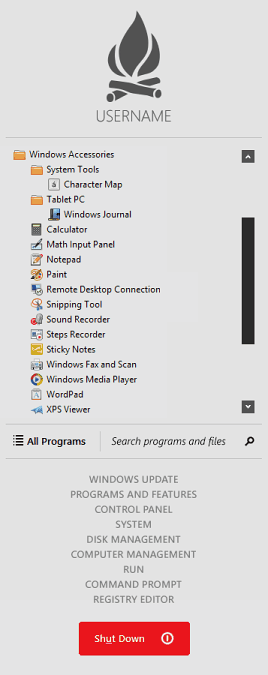 USERNAME
Windows Accessories
System Tools
Character Map
Tablet PC
Windows Journal
Calculator
Math Input Panel
Notepad
Paint
Remote Desktop Connection
Snipping Tool
Sound Recorder
Steps Recorder
Sticky Notes
Windows Fax and Scan
Windows Media Player
WordPad
XPS Viewer
All Programs Search programs and files
WINDOWS UPDATE
PROGRAMS AND FEATURES
CONTROL PANEL
SYSTEM
DISK MANAGEMENT
COMPUTER MANAGEMENT
RUN
COMMAND PROMPT
REGISTRY EDITOR
Shut Down